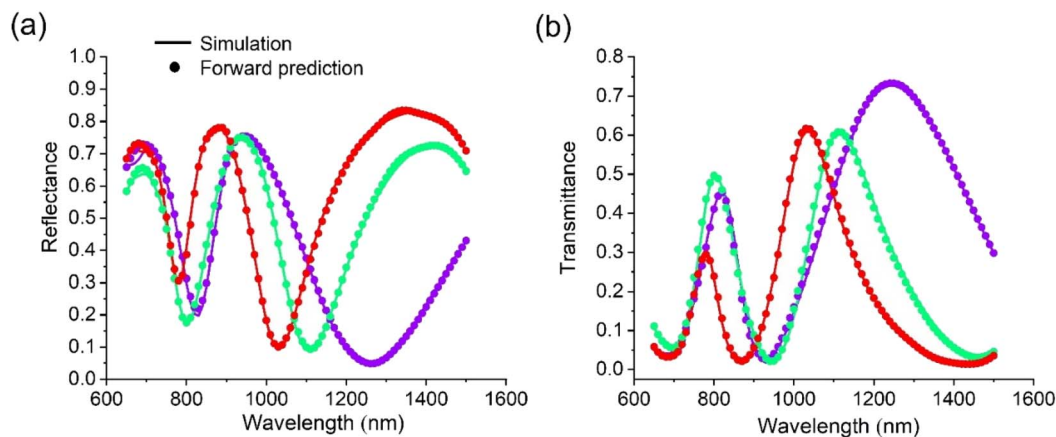 (a)
Simulation
Forward prediction
1.0
0.9
0.8
0.7
0.6
0.5
0.4
0.3
0.2
0.1
0.0
Reflectance
600 800 1000 1200 1400 1600
Wavelength (nm)
(b)
0.8
0.7
0.6
0.5
0.4
0.3
0.2
0.1
0.0
Transmittance
600 800 1000 1200 1400 1600
Wavelength (nm)